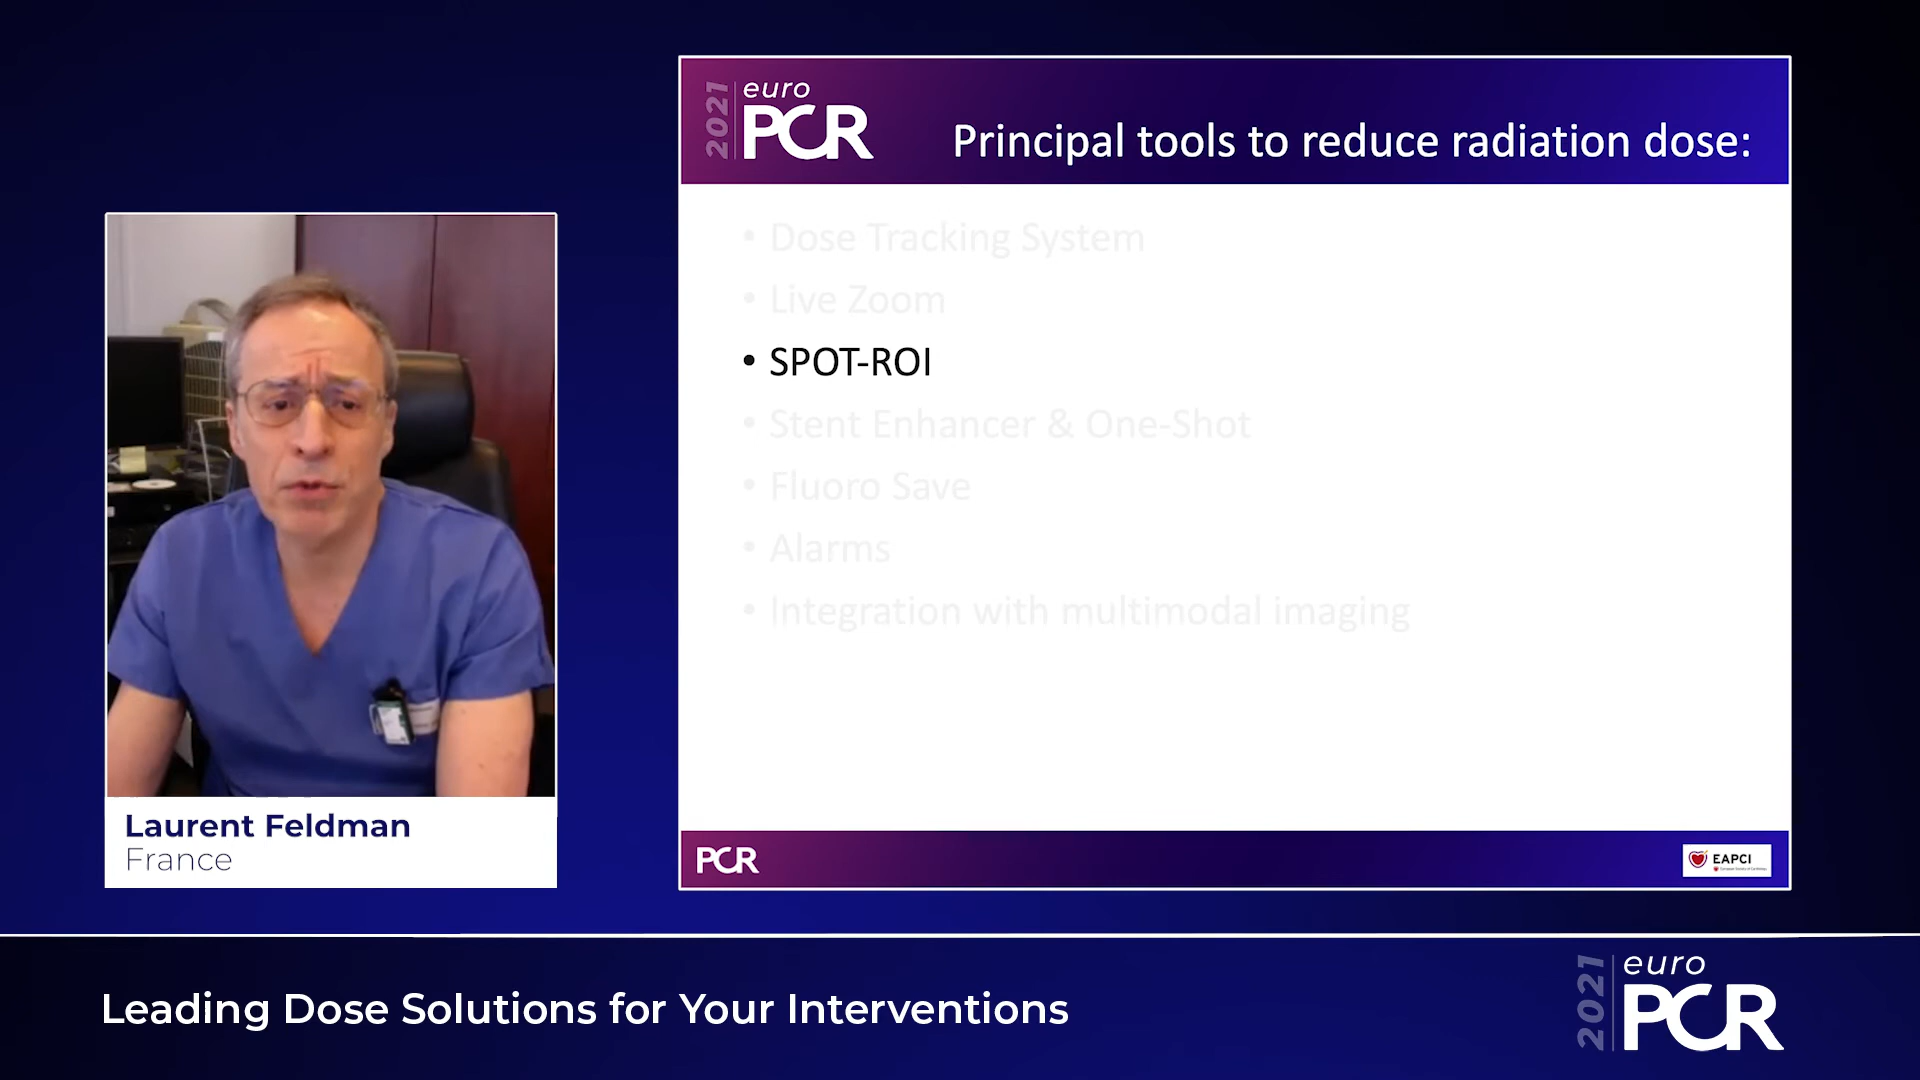 2021
euro
PCR
Principal tools to reduce radiation dose:
• Dose Tracking System
• Live Zoom
• SPOT-ROI
• Stent Enhancer & One-Shot
• Fluoro Save
• Alarms
• Integration with multimodal imaging
Laurent Feldman
France
PCR
EAPCI
Leading Dose Solutions for Your Interventions
2021
euro
PCR